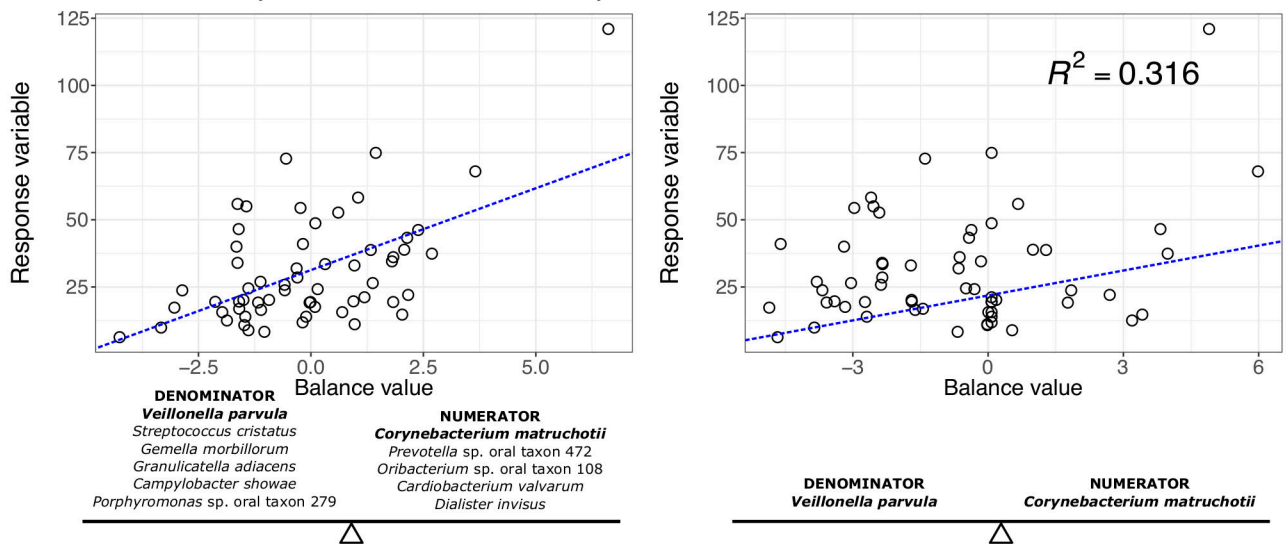 125
100
75
50
25
Response variable
−2.5
0.0
2.5
5.0
Balance value
DENOMINATOR
Veillonella parvula
Streptococcus cristatus
Gemella morbillorum
Granulicatella adiacens
Campylobacter showae
Porphyromonas sp. oral taxon 279
NUMERATOR
Corynebacterium matruchotii
Prevotella sp. oral taxon 472
Oribacterium sp. oral taxon 108
Cardiobacterium valvarum
Dialister invisus
125
100
75
50
25
Response variable
R² = 0.316
−3
0
3
6
Balance value
DENOMINATOR
Veillonella parvula
NUMERATOR
Corynebacterium matruchotii